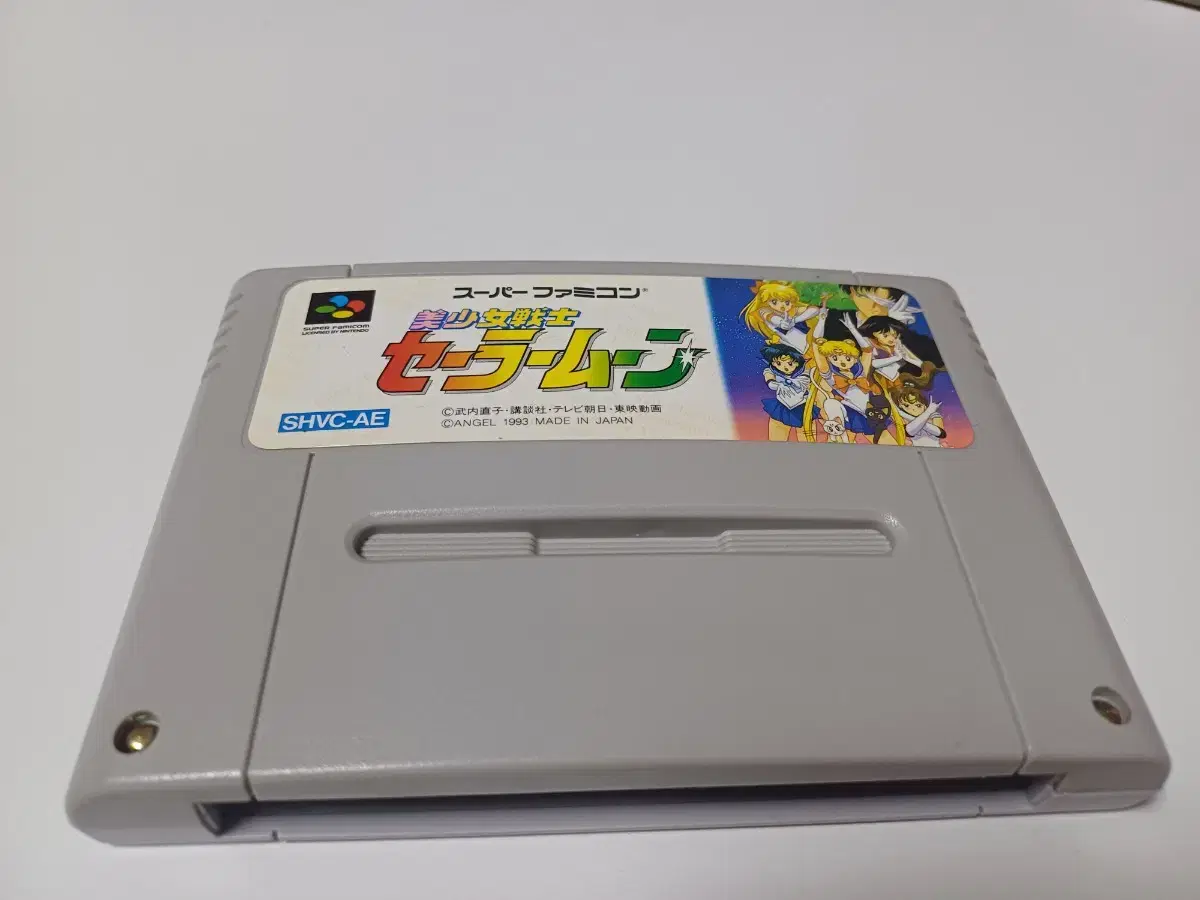 スーパーファミコン®
SUPER FAMICOM
LICENSED BY NINTENDO
美少女戦士
セーラームーン
SHVC-AE
©武内直子・講談社・テレビ朝日・東映動画
©ANGEL 1993 MADE IN JAPAN